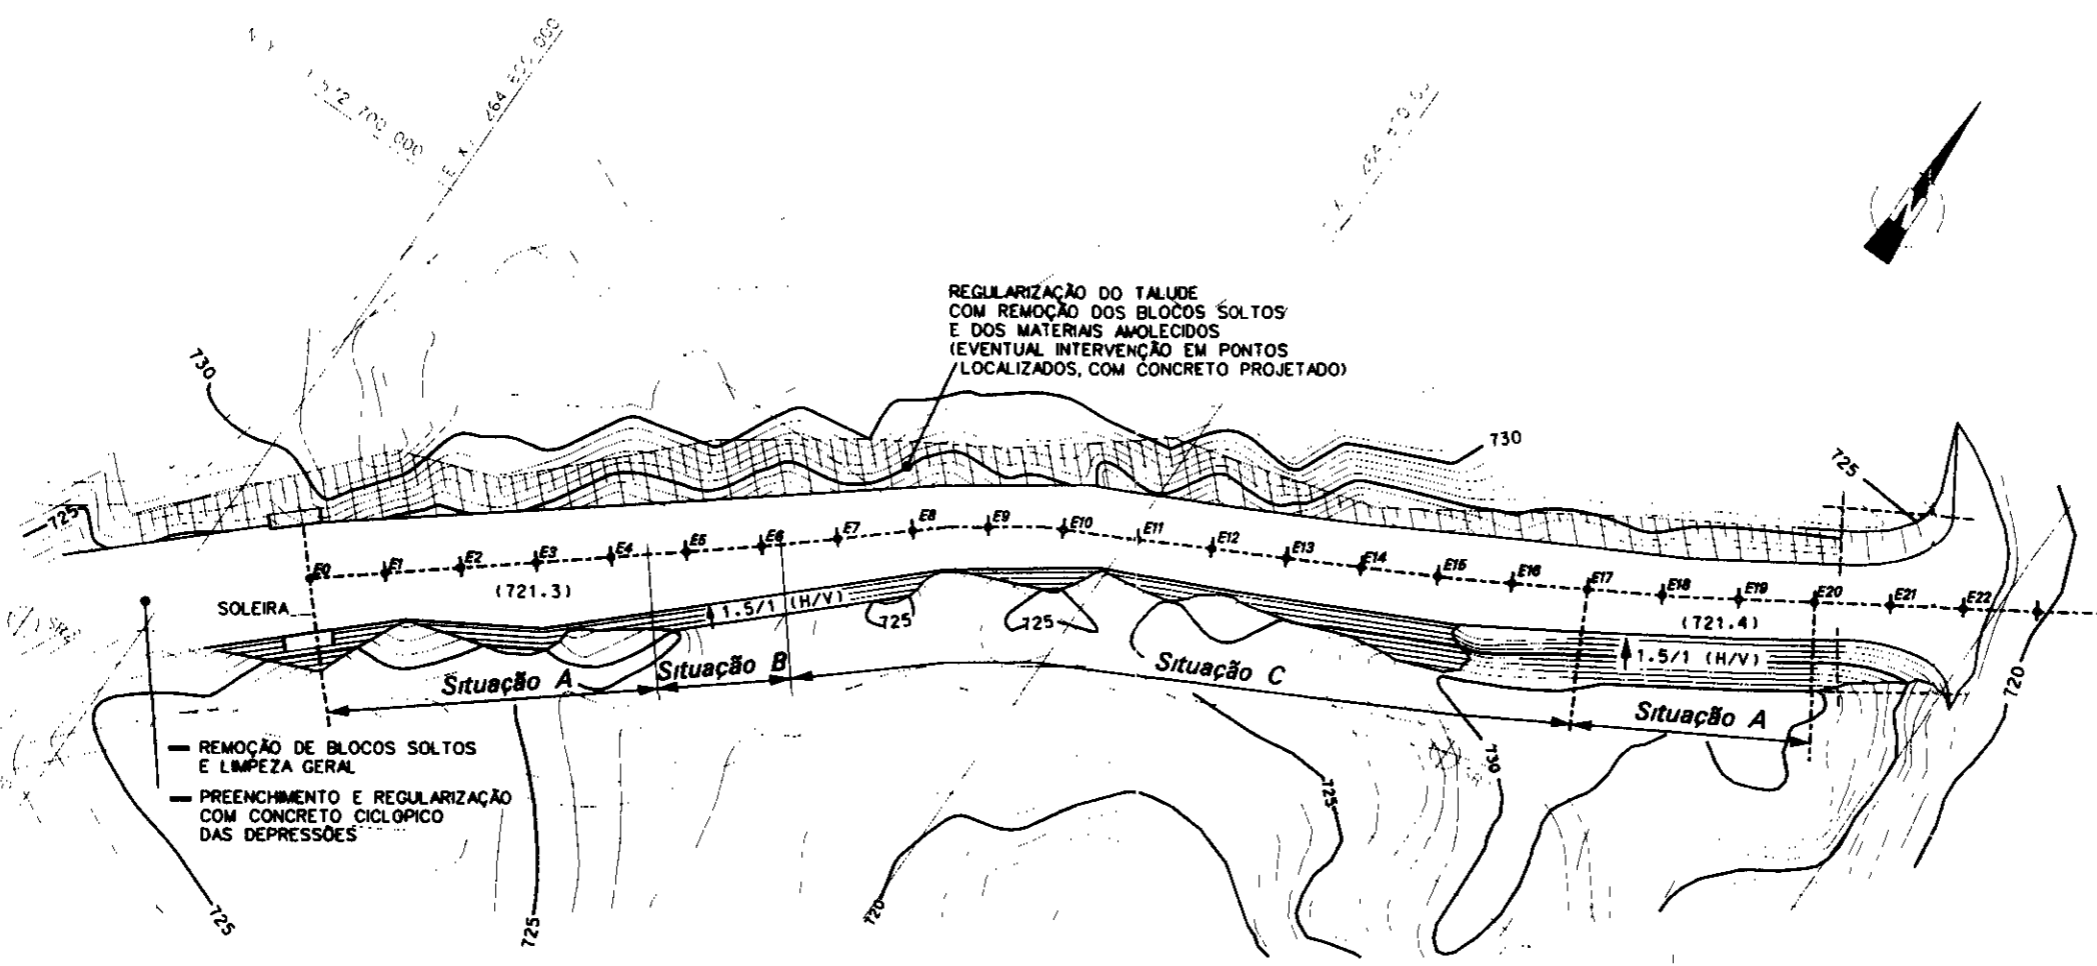 730
725
REGULARIZAÇÃO DO TALUDE
COM REMOÇÃO DOS BLOCOS SOLTOS
E DOS MATERIAIS AMOLECIDOS
(EVENTUAL INTERVENÇÃO EM PONTOS
LOCALIZADOS, COM CONCRETO PROJETADO)
730
725
E0
E1
E2
E3
E4
E5
E6
E7
E8
E9
E10
E11
E12
E13
E14
E15
E16
E17
E18
E19
E20
E21
E22
(721.3)
(721.4)
SOLEIRA
1.5/1 (H/V)
725
725
1.5/1 (H/V)
Situação A
Situação B
Situação C
Situação A
720
REMOÇÃO DE BLOCOS SOLTOS
E LIMPEZA GERAL
PREENCHIMENTO E REGULARIZAÇÃO
COM CONCRETO CICLOPICO
DAS DEPRESSÕES
730
725
725
725
720